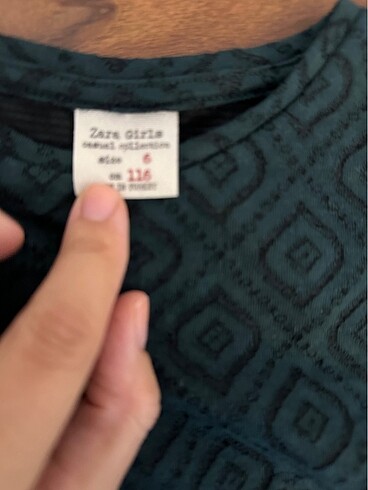 Zara Girls
casual collection
size 6
cm 116